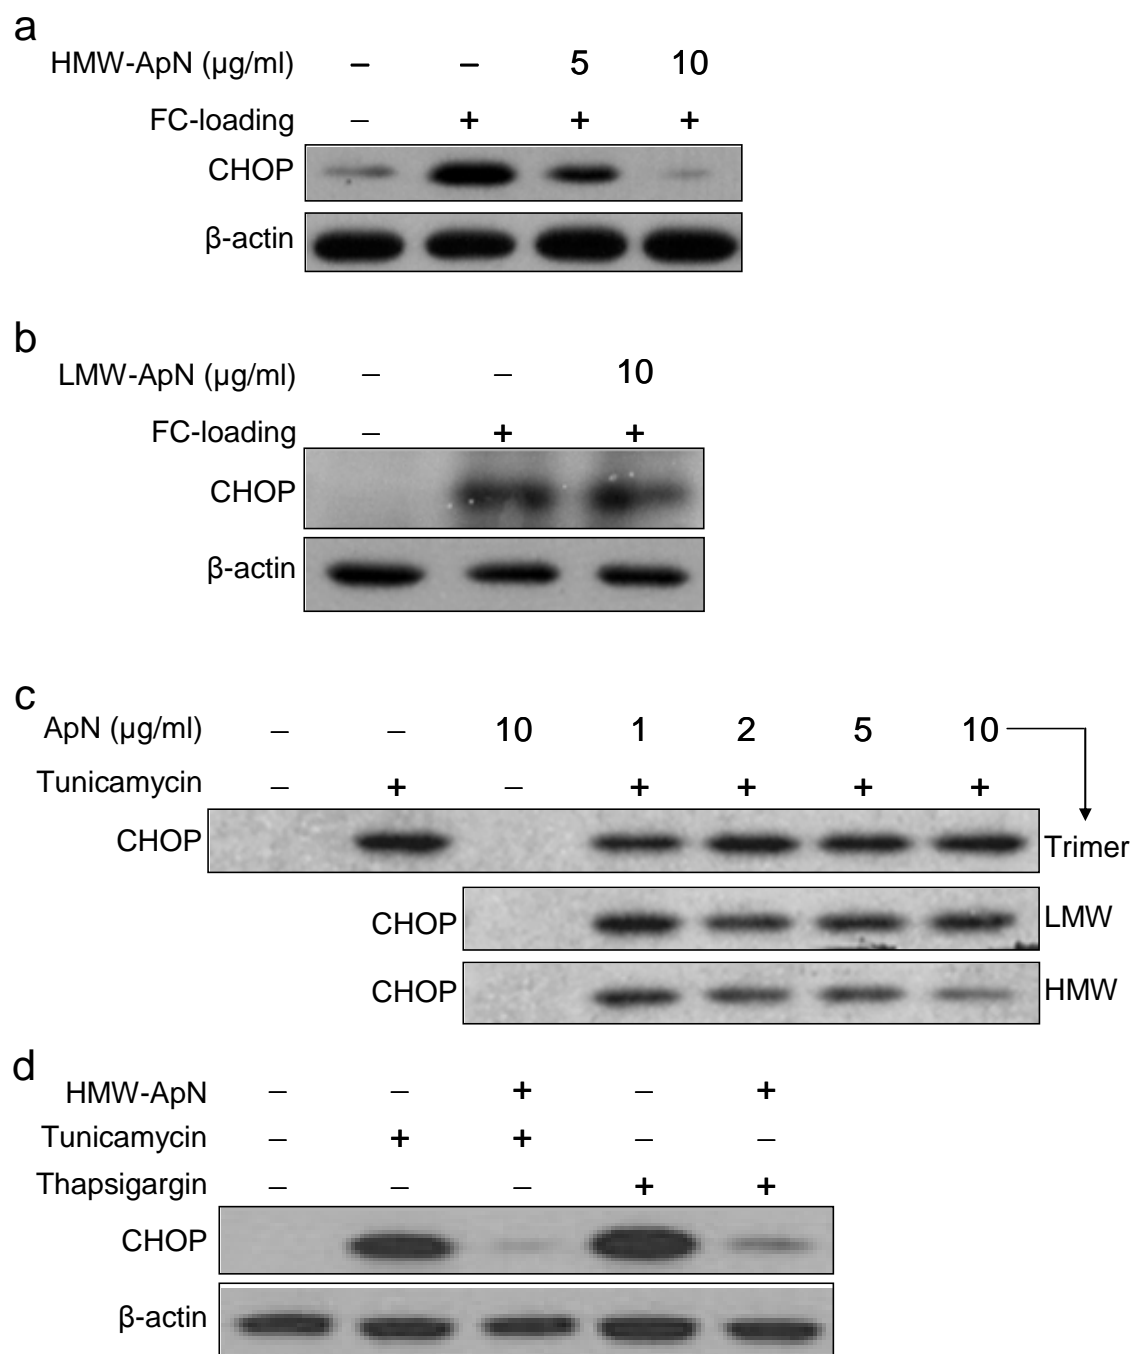 a
HMW-ApN (µg/ml) – – 5 10
FC-loading – + + +
CHOP
β-actin
b
LMW-ApN (µg/ml) – – 10
FC-loading – + +
CHOP
β-actin
c
ApN (µg/ml) – – 10 1 2 5 10
Tunicamycin – + – + + + +
CHOP Trimer
CHOP LMW
CHOP HMW
d
HMW-ApN – – + – +
Tunicamycin – + + – –
Thapsigargin – – – + +
CHOP
β-actin